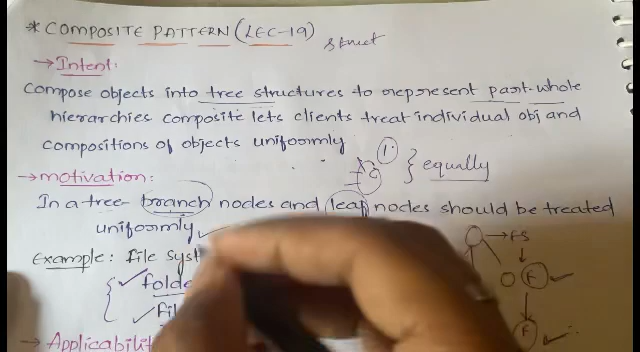 * COMPOSITE PATTERN (LEC-19) struct
→ Intent:
Compose objects into tree structures to represent part-whole
hierarchies composite lets clients treat individual obj and
compositions of objects uniformly
1.
2 } equally
→ motivation:
In a tree branch nodes and leaf nodes should be treated
uniformly
→ FS
Example: file syst
folde
F
fil
F
→ Applicabilit